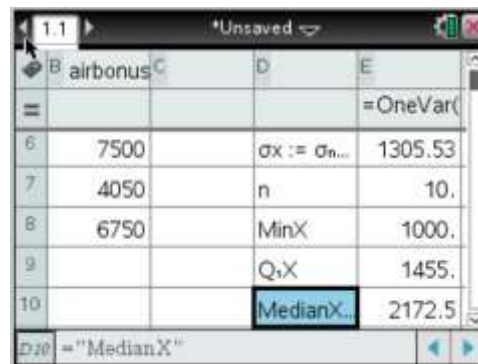 1.1 *Unsaved
B airbonus C D E
= =OneVar(
6 7500 σx := σn... 1305.53
7 4050 n 10.
8 6750 MinX 1000.
9 Q₁X 1455.
10 MedianX... 2172.5
D10 ="MedianX"